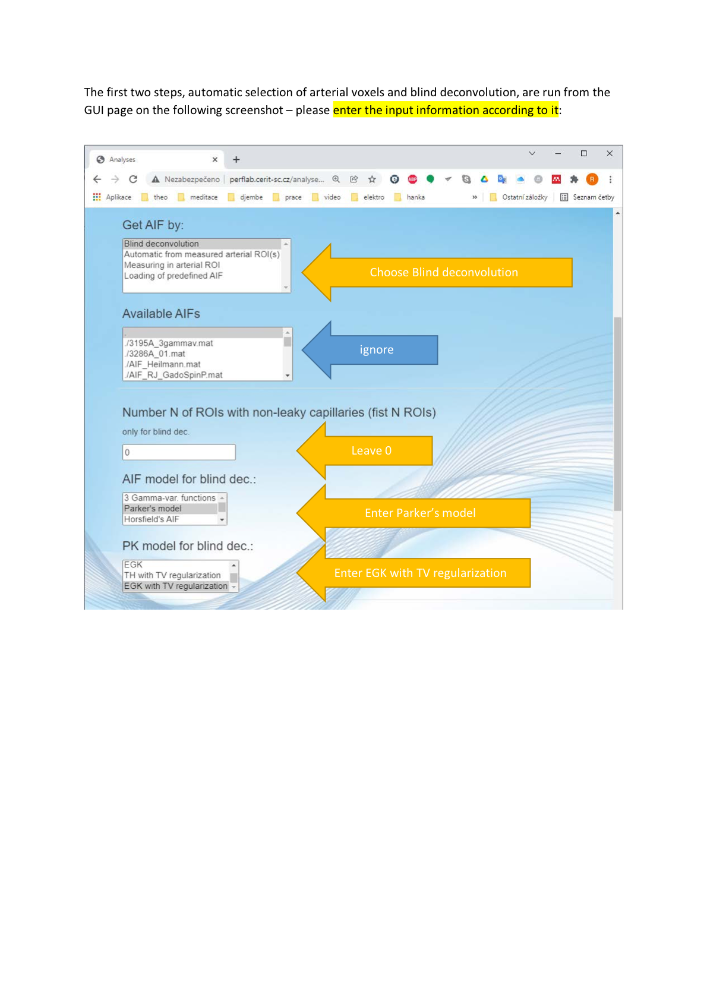 The first two steps, automatic selection of arterial voxels and blind deconvolution, are run from the
GUI page on the following screenshot – please enter the input information according to it:
Analyses
Nezabezpečeno | perflab.cerit-sc.cz/analyse...
Aplikace theo meditace djembe prace video elektro hanka » Ostatní záložky Seznam četby
Get AIF by:
Blind deconvolution
Automatic from measured arterial ROI(s)
Measuring in arterial ROI
Loading of predefined AIF
Choose Blind deconvolution
Available AIFs
.
./3195A_3gammav.mat
./3286A_01.mat
./AIF_Heilmann.mat
./AIF_RJ_GadoSpinP.mat
ignore
Number N of ROIs with non-leaky capillaries (fist N ROIs)
only for blind dec.
0
Leave 0
AIF model for blind dec.:
3 Gamma-var. functions
Parker's model
Horsfield's AIF
Enter Parker’s model
PK model for blind dec.:
EGK
TH with TV regularization
EGK with TV regularization
Enter EGK with TV regularization